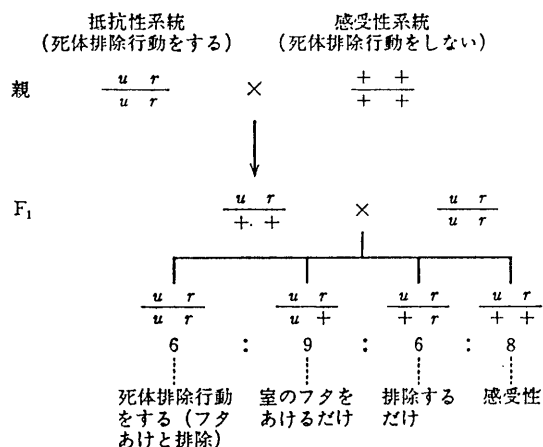 抵抗性系統 感受性系統
(死体排除行動をする) (死体排除行動をしない)
親 u r × + +
u r + +
F₁ u r × u r
+ + u r
u r u r u r u r
u r u + + r + +
6 : 9 : 6 : 8
死体排除行動 室のフタを 排除する 感受性
をする(フタ あけるだけ だけ
あけと排除)